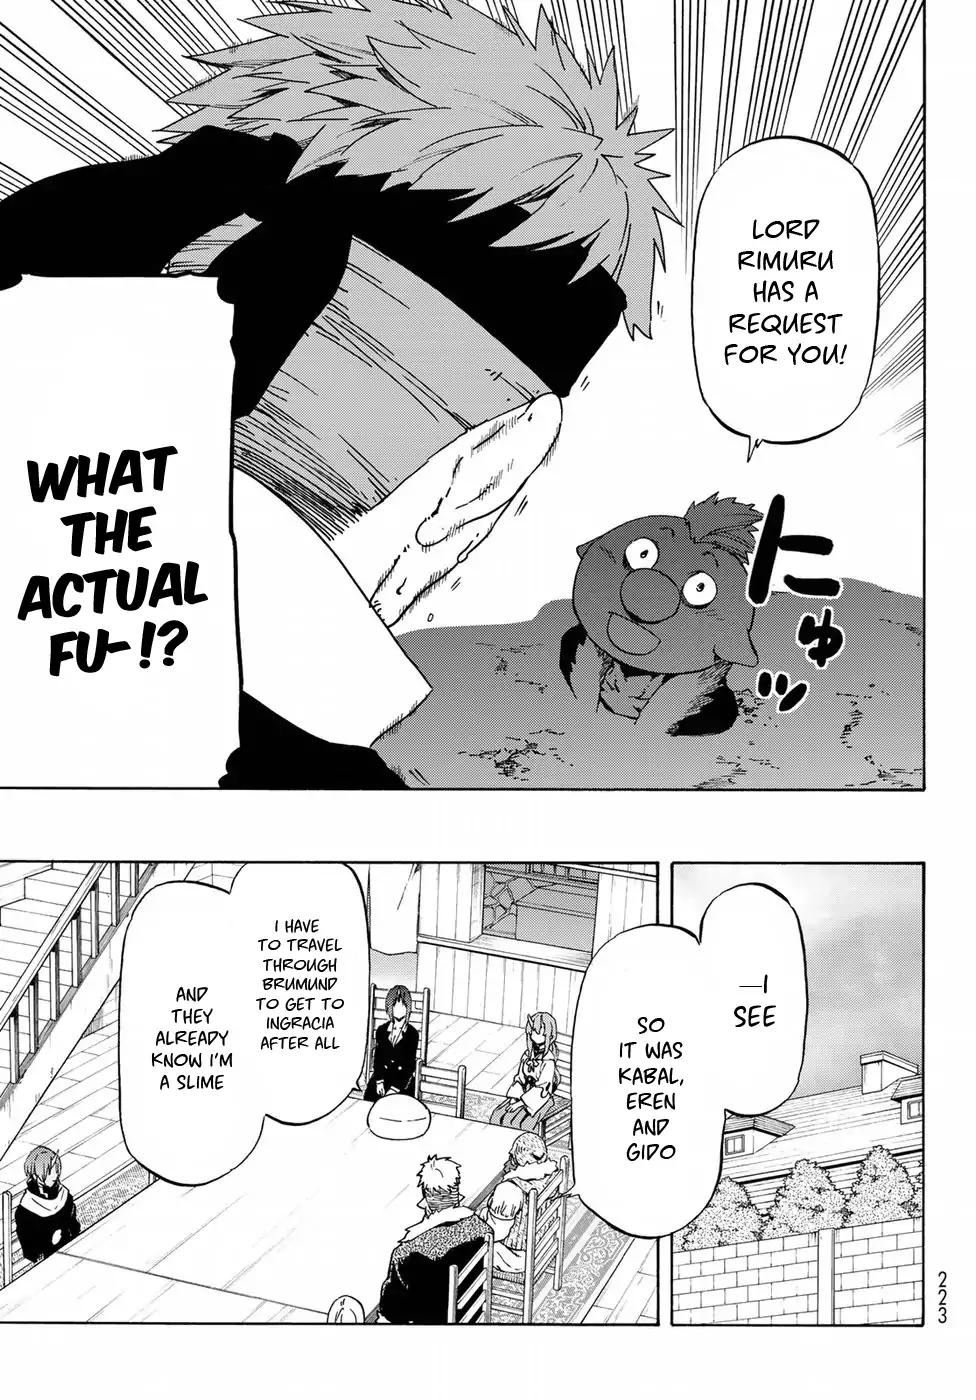 LORD
RIMURU
HAS A
REQUEST
FOR YOU!
にゅッ
WHAT
THE
ACTUAL
FU-!?
—I
SEE
SO
IT WAS
KABAL,
EREN
AND
GIDO
I HAVE
TO TRAVEL
THROUGH
BRUMUND
TO GET TO
INGRACIA
AFTER ALL
AND
THEY
ALREADY
KNOW I'M
A SLIME
223